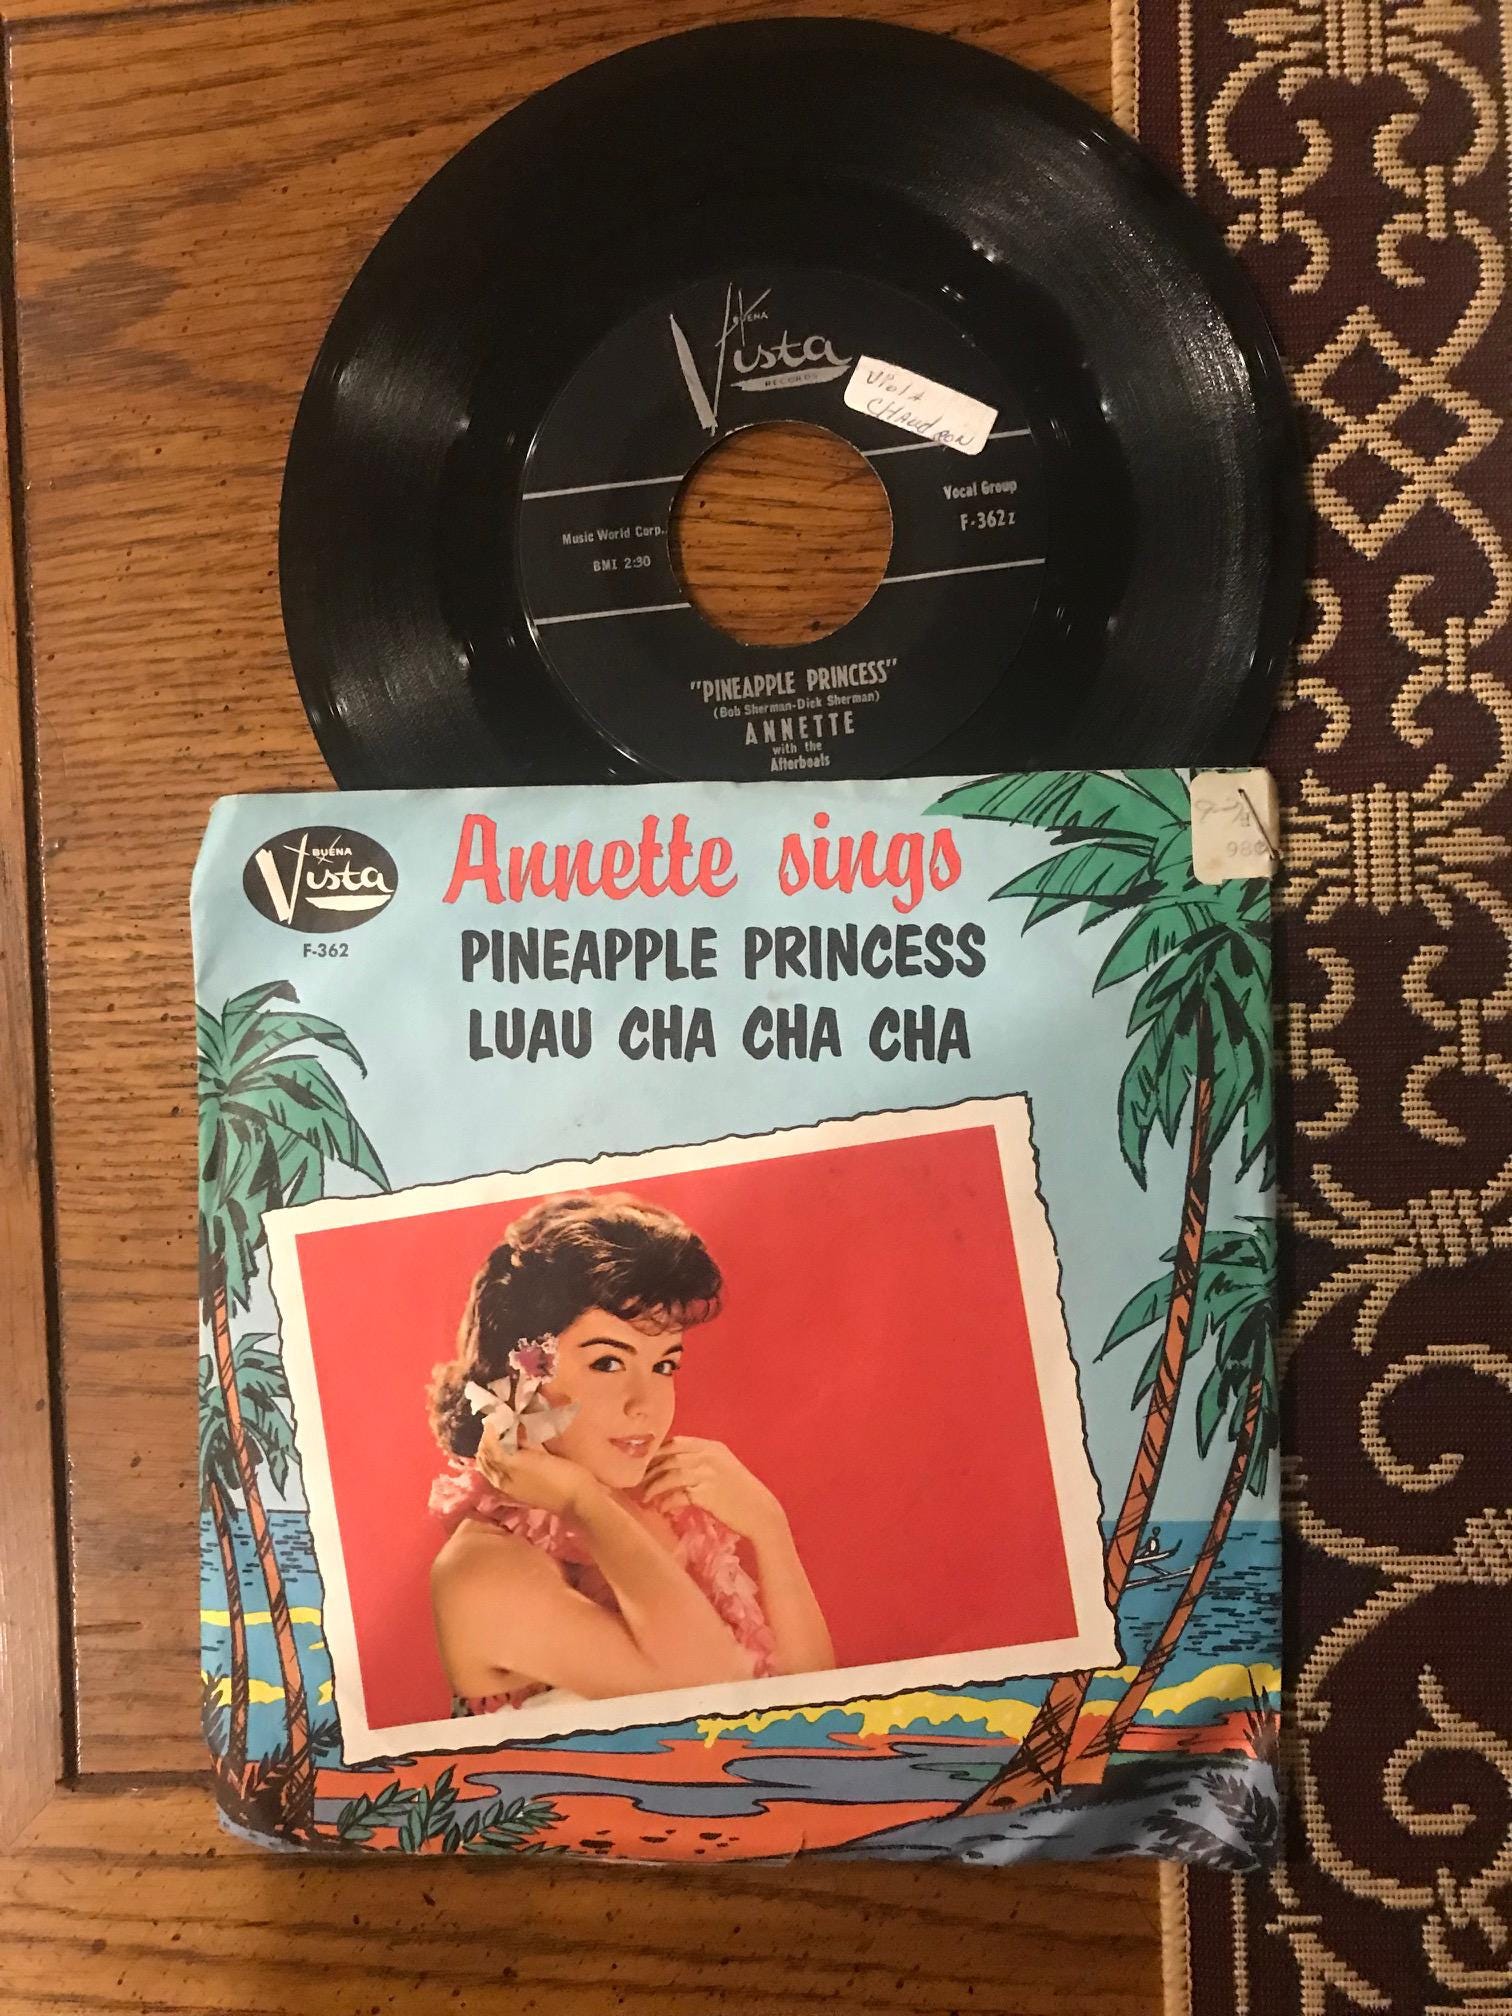 BUENA
Vista
RECORDS
VIOlA
CHAUdRON
Music World Corp.
BMI 2:30
Vocal Group
F-362z
"PINEAPPLE PRINCESS"
(Bob Sherman-Dick Sherman)
ANNETTE
with the
Afterbeats
BUENA
Vista
F-362
Annette sings
PINEAPPLE PRINCESS
LUAU CHA CHA CHA
98¢